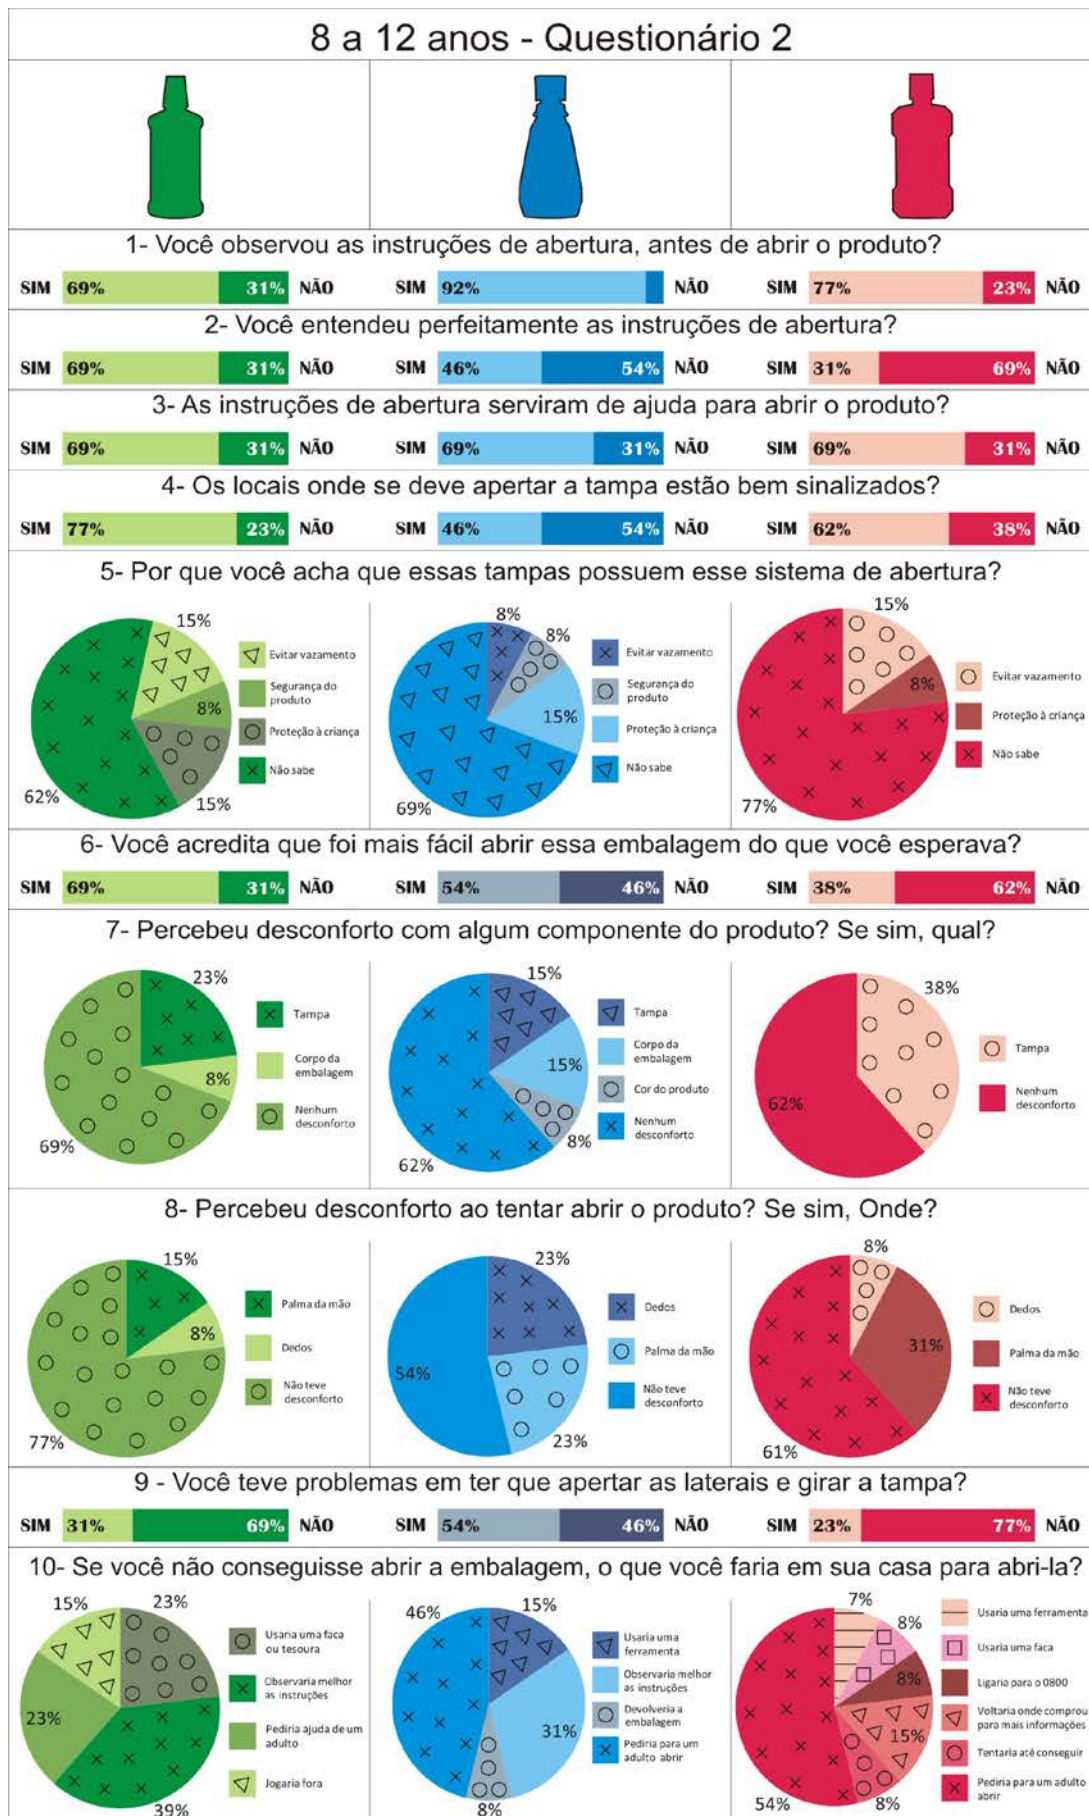 8 a 12 anos - Questionário 2
1- Você observou as instruções de abertura, antes de abrir o produto?
SIM 69% 31% NÃO SIM 92% NÃO SIM 77% 23% NÃO
2- Você entendeu perfeitamente as instruções de abertura?
SIM 69% 31% NÃO SIM 46% 54% NÃO SIM 31% 69% NÃO
3- As instruções de abertura serviram de ajuda para abrir o produto?
SIM 69% 31% NÃO SIM 69% 31% NÃO SIM 69% 31% NÃO
4- Os locais onde se deve apertar a tampa estão bem sinalizados?
SIM 77% 23% NÃO SIM 46% 54% NÃO SIM 62% 38% NÃO
5- Por que você acha que essas tampas possuem esse sistema de abertura?
15%
8%
15%
62%
Evitar vazamento
Segurança do
produto
Proteção à criança
Não sabe
8%
8%
15%
69%
Evitar vazamento
Segurança do
produto
Proteção à criança
Não sabe
15%
8%
77%
Evitar vazamento
Proteção à criança
Não sabe
6- Você acredita que foi mais fácil abrir essa embalagem do que você esperava?
SIM 69% 31% NÃO SIM 54% 46% NÃO SIM 38% 62% NÃO
7- Percebeu desconforto com algum componente do produto? Se sim, qual?
23%
8%
69%
Tampa
Corpo da
embalagem
Nenhum
desconforto
15%
15%
8%
62%
Tampa
Corpo da
embalagem
Cor do produto
Nenhum
desconforto
38%
62%
Tampa
Nenhum
desconforto
8- Percebeu desconforto ao tentar abrir o produto? Se sim, Onde?
15%
8%
77%
Palma da mão
Dedos
Não teve
desconforto
23%
54%
23%
Dedos
Palma da mão
Não teve
desconforto
8%
31%
61%
Dedos
Palma da mão
Não teve
desconforto
9 - Você teve problemas em ter que apertar as laterais e girar a tampa?
SIM 31% 69% NÃO SIM 54% 46% NÃO SIM 23% 77% NÃO
10- Se você não conseguisse abrir a embalagem, o que você faria em sua casa para abri-la?
15%
23%
23%
39%
Usaria uma faca
ou tesoura
Observaria melhor
as instruções
Pediria ajuda de um
adulto
Jogaria fora
46%
15%
31%
8%
Usaria uma
ferramenta
Observaria melhor
as instruções
Devolveria a
embalagem
Pediria para um
adulto abrir
7%
8%
8%
15%
8%
54%
Usaria uma ferramenta
Usaria uma faca
Ligaria para o 0800
Voltaria onde comprou
para mais informações
Tentaria até conseguir
Pediria para um adulto
abrir